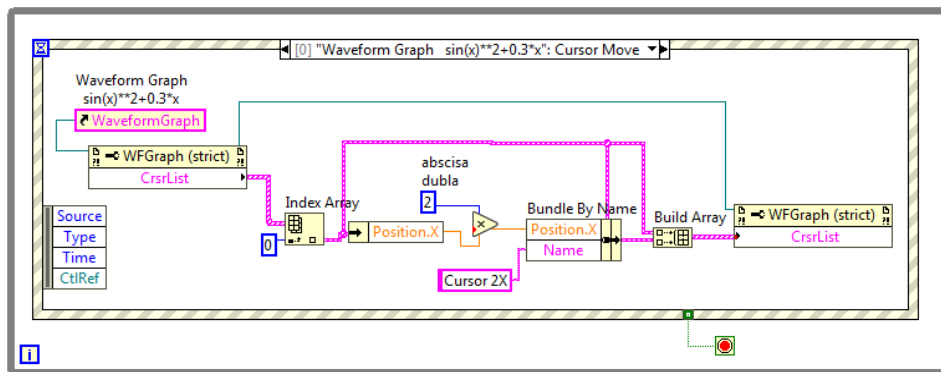 [0] "Waveform Graph   sin(x)**2+0.3*x": Cursor Move
Waveform Graph
sin(x)**2+0.3*x
WaveformGraph
WFGraph (strict)
CrsrList
abscisa
dubla
2
Index Array
0
Position.X
Bundle By Name
Position.X
Name
Cursor 2X
Build Array
WFGraph (strict)
CrsrList
Source
Type
Time
CtlRef
i